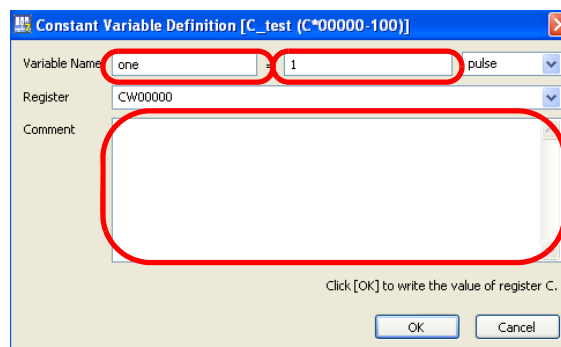 Constant Variable Definition [C_test (C*00000-100)]
Variable Name one = 1 pulse
Register CW00000
Comment
Click [OK] to write the value of register C.
OK Cancel